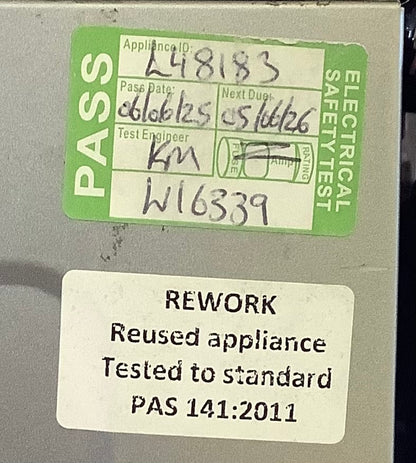 PASS
ELECTRICAL
SAFETY TEST
Appliance ID:
L48183
Pass Date:
06/06/25
Next Due:
05/06/26
Test Engineer
KM
FUSE
Amp
RATING
W16339
REWORK
Reused appliance
Tested to standard
PAS 141:2011